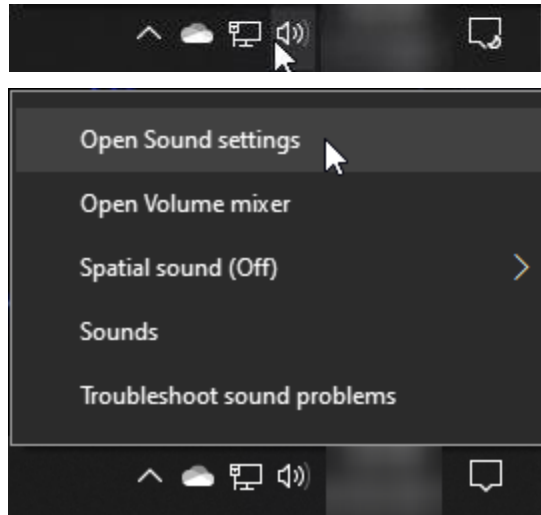 Open Sound settings
Open Volume mixer
Spatial sound (Off)
Sounds
Troubleshoot sound problems